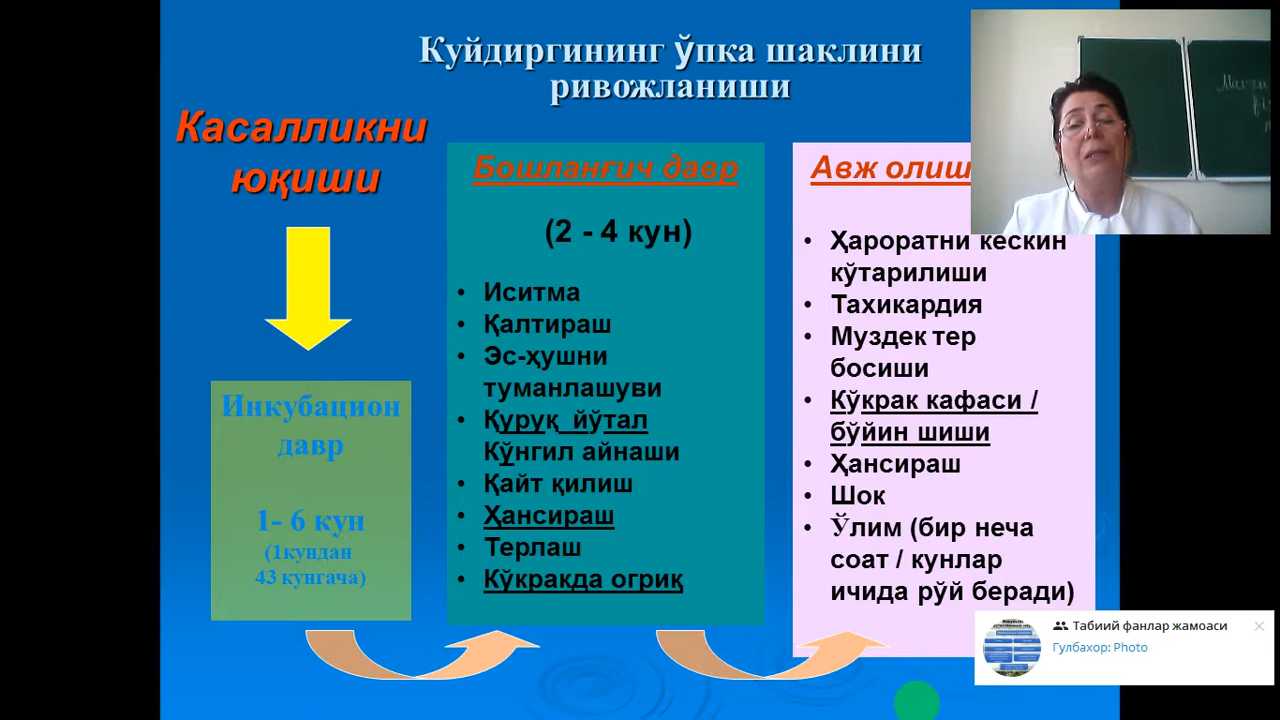 Куйдиргининг ўпка шаклини
ривожланиши
Касалликни
юқиши
Инкубацион
давр
1- 6 кун
(1кундан
43 кунгача)
Бошланғич давр
(2 - 4 кун)
• Иситма
• Қалтираш
• Эс-ҳушни
туманлашуви
• Қуруқ йўтал
Кўнгил айнаши
• Қайт қилиш
• Ҳансираш
• Терлаш
• Кўкракда огриқ
Авж олиш
• Ҳароратни кескин
кўтарилиши
• Тахикардия
• Муздек тер
босиши
• Кўкрак кафаси /
бўйин шиши
• Ҳансираш
• Шок
• Ўлим (бир неча
соат / кунлар
ичида рўй беради)
Табиий фанлар жамоаси
Гулбахор: Photo